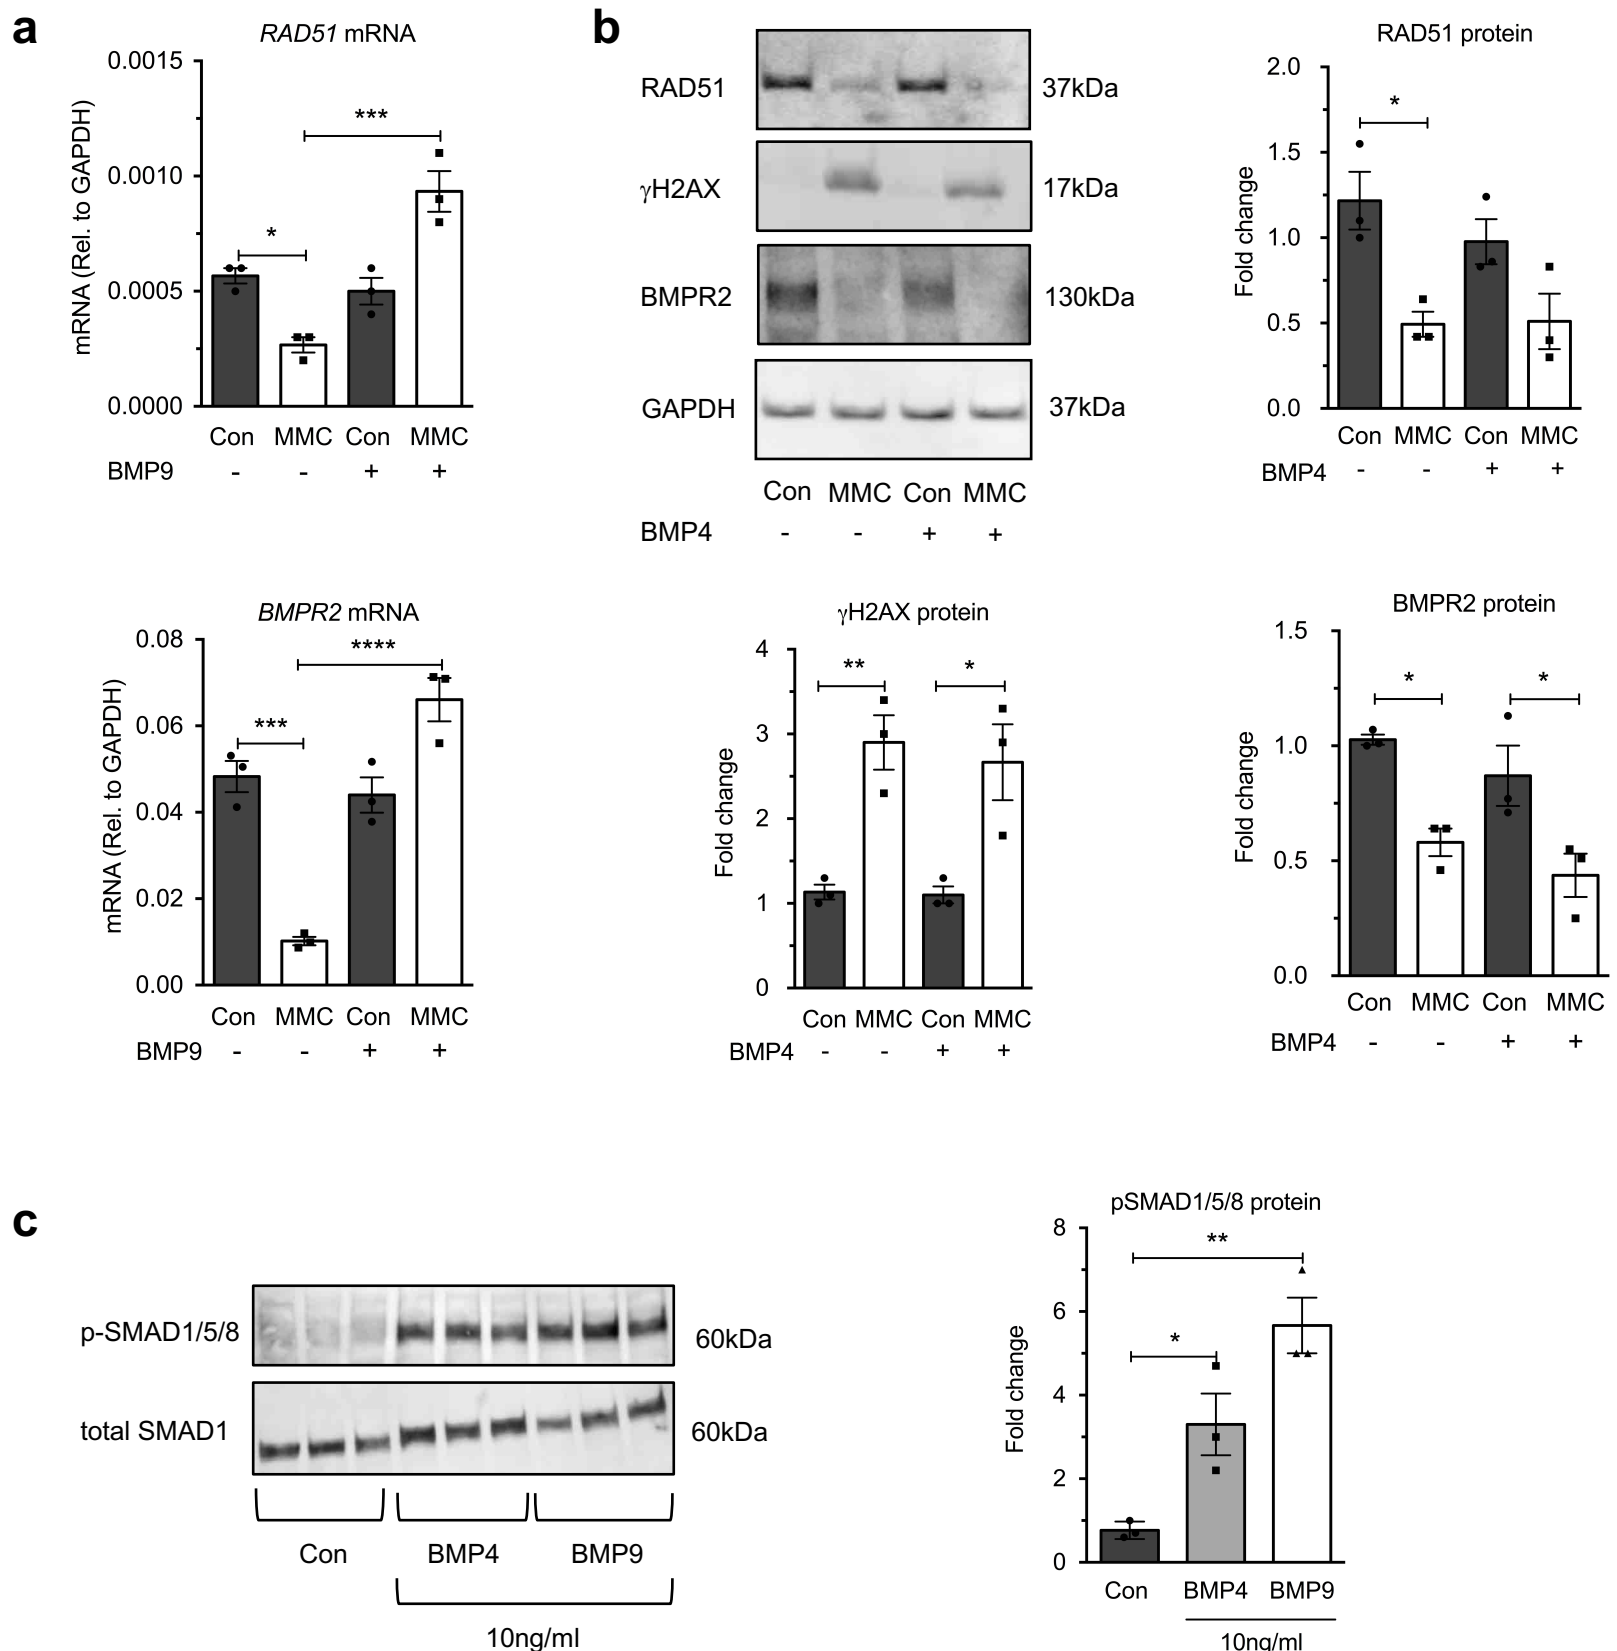 a
RAD51 mRNA
mRNA (Rel. to GAPDH)
0.0015
0.0010
0.0005
0.0000
*
***
Con MMC Con MMC
BMP9 - - + +
BMPR2 mRNA
mRNA (Rel. to GAPDH)
0.08
0.06
0.04
0.02
0.00
***
****
Con MMC Con MMC
BMP9 - - + +
b
RAD51 37kDa
γH2AX 17kDa
BMPR2 130kDa
GAPDH 37kDa
Con MMC Con MMC
BMP4 - - + +
RAD51 protein
Fold change
2.0
1.5
1.0
0.5
0.0
*
Con MMC Con MMC
BMP4 - - + +
γH2AX protein
Fold change
4
3
2
1
0
** *
Con MMC Con MMC
BMP4 - - + +
BMPR2 protein
Fold change
1.5
1.0
0.5
0.0
* *
Con MMC Con MMC
BMP4 - - + +
c
p-SMAD1/5/8 60kDa
total SMAD1 60kDa
Con BMP4 BMP9
10ng/ml
pSMAD1/5/8 protein
Fold change
8
6
4
2
0
**
*
Con BMP4 BMP9
10ng/ml